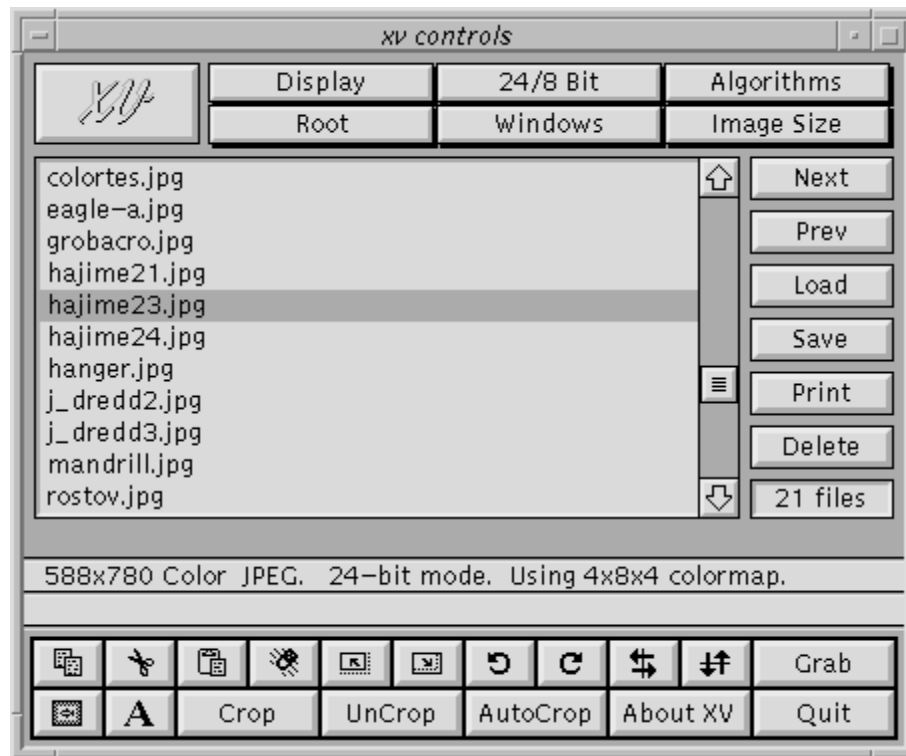 xv controls
XV
Display 24/8 Bit Algorithms
Root Windows Image Size
colortes.jpg
eagle–a.jpg
grobacro.jpg
hajime21.jpg
hajime23.jpg
hajime24.jpg
hanger.jpg
j_dredd2.jpg
j_dredd3.jpg
mandrill.jpg
rostov.jpg
Next
Prev
Load
Save
Print
Delete
21 files
588x780 Color JPEG. 24–bit mode. Using 4x8x4 colormap.
Grab
A Crop UnCrop AutoCrop About XV Quit